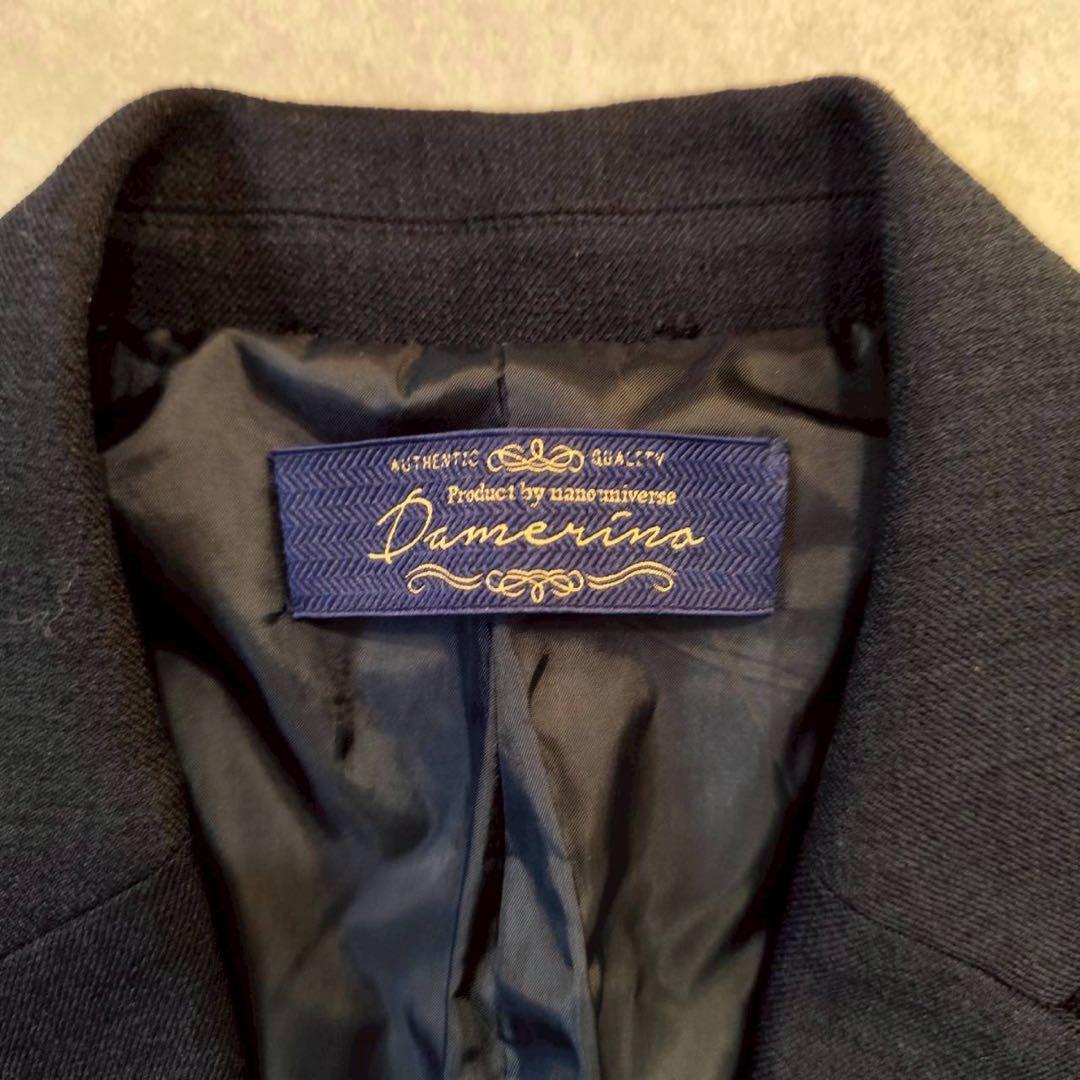 AUTHENTIC QUALITY
Product by nano universe
Damerino